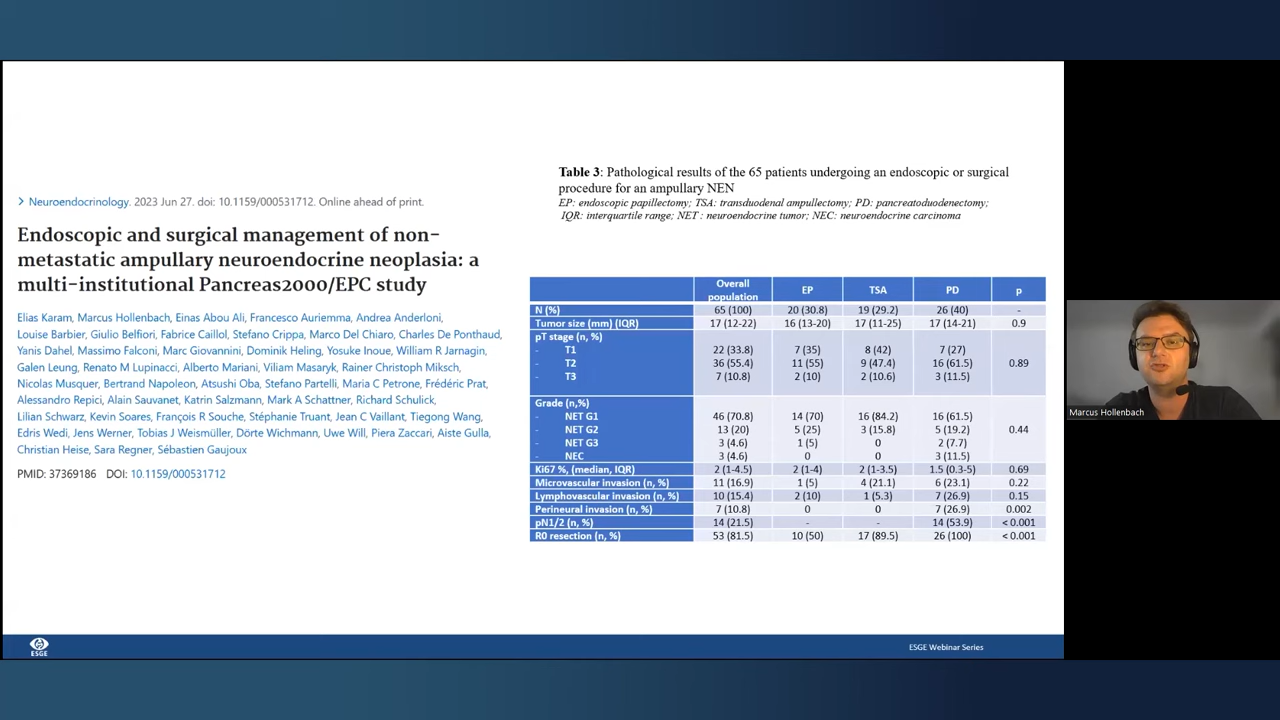 > Neuroendocrinology. 2023 Jun 27. doi: 10.1159/000531712. Online ahead of print.
Endoscopic and surgical management of non-
metastatic ampullary neuroendocrine neoplasia: a
multi-institutional Pancreas2000/EPC study
Elias Karam, Marcus Hollenbach, Einas Abou Ali, Francesco Auriemma, Andrea Anderloni,
Louise Barbier, Giulio Belfiori, Fabrice Caillol, Stefano Crippa, Marco Del Chiaro, Charles De Ponthaud,
Yanis Dahel, Massimo Falconi, Marc Giovannini, Dominik Heling, Yosuke Inoue, William R Jarnagin,
Galen Leung, Renato M Lupinacci, Alberto Mariani, Viliam Masaryk, Rainer Christoph Miksch,
Nicolas Musquer, Bertrand Napoleon, Atsushi Oba, Stefano Partelli, Maria C Petrone, Frédéric Prat,
Alessandro Repici, Alain Sauvanet, Katrin Salzmann, Mark A Schattner, Richard Schulick,
Lilian Schwarz, Kevin Soares, François R Souche, Stéphanie Truant, Jean C Vaillant, Tiegong Wang,
Edris Wedi, Jens Werner, Tobias J Weismüller, Dörte Wichmann, Uwe Will, Piera Zaccari, Aiste Gulla,
Christian Heise, Sara Regner, Sébastien Gaujoux
PMID: 37369186 DOI: 10.1159/000531712
Table 3: Pathological results of the 65 patients undergoing an endoscopic or surgical
procedure for an ampullary NEN
EP: endoscopic papillectomy; TSA: transduodenal ampullectomy; PD: pancreatoduodenectomy;
IQR: interquartile range; NET : neuroendocrine tumor; NEC: neuroendocrine carcinoma
Overall population EP TSA PD p
N (%) 65 (100) 20 (30.8) 19 (29.2) 26 (40) -
Tumor size (mm) (IQR) 17 (12-22) 16 (13-20) 17 (11-25) 17 (14-21) 0.9
pT stage (n, %)
- T1 22 (33.8) 7 (35) 8 (42) 7 (27)
- T2 36 (55.4) 11 (55) 9 (47.4) 16 (61.5) 0.89
- T3 7 (10.8) 2 (10) 2 (10.6) 3 (11.5)
Grade (n,%)
- NET G1 46 (70.8) 14 (70) 16 (84.2) 16 (61.5)
- NET G2 13 (20) 5 (25) 3 (15.8) 5 (19.2) 0.44
- NET G3 3 (4.6) 1 (5) 0 2 (7.7)
- NEC 3 (4.6) 0 0 3 (11.5)
Ki67 %, (median, IQR) 2 (1-4.5) 2 (1-4) 2 (1-3.5) 1.5 (0.3-5) 0.69
Microvascular invasion (n, %) 11 (16.9) 1 (5) 4 (21.1) 6 (23.1) 0.22
Lymphovascular invasion (n, %) 10 (15.4) 2 (10) 1 (5.3) 7 (26.9) 0.15
Perineural invasion (n, %) 7 (10.8) 0 0 7 (26.9) 0.002
pN1/2 (n, %) 14 (21.5) - - 14 (53.9) < 0.001
R0 resection (n, %) 53 (81.5) 10 (50) 17 (89.5) 26 (100) < 0.001
Marcus Hollenbach
ESGE
ESGE Webinar Series